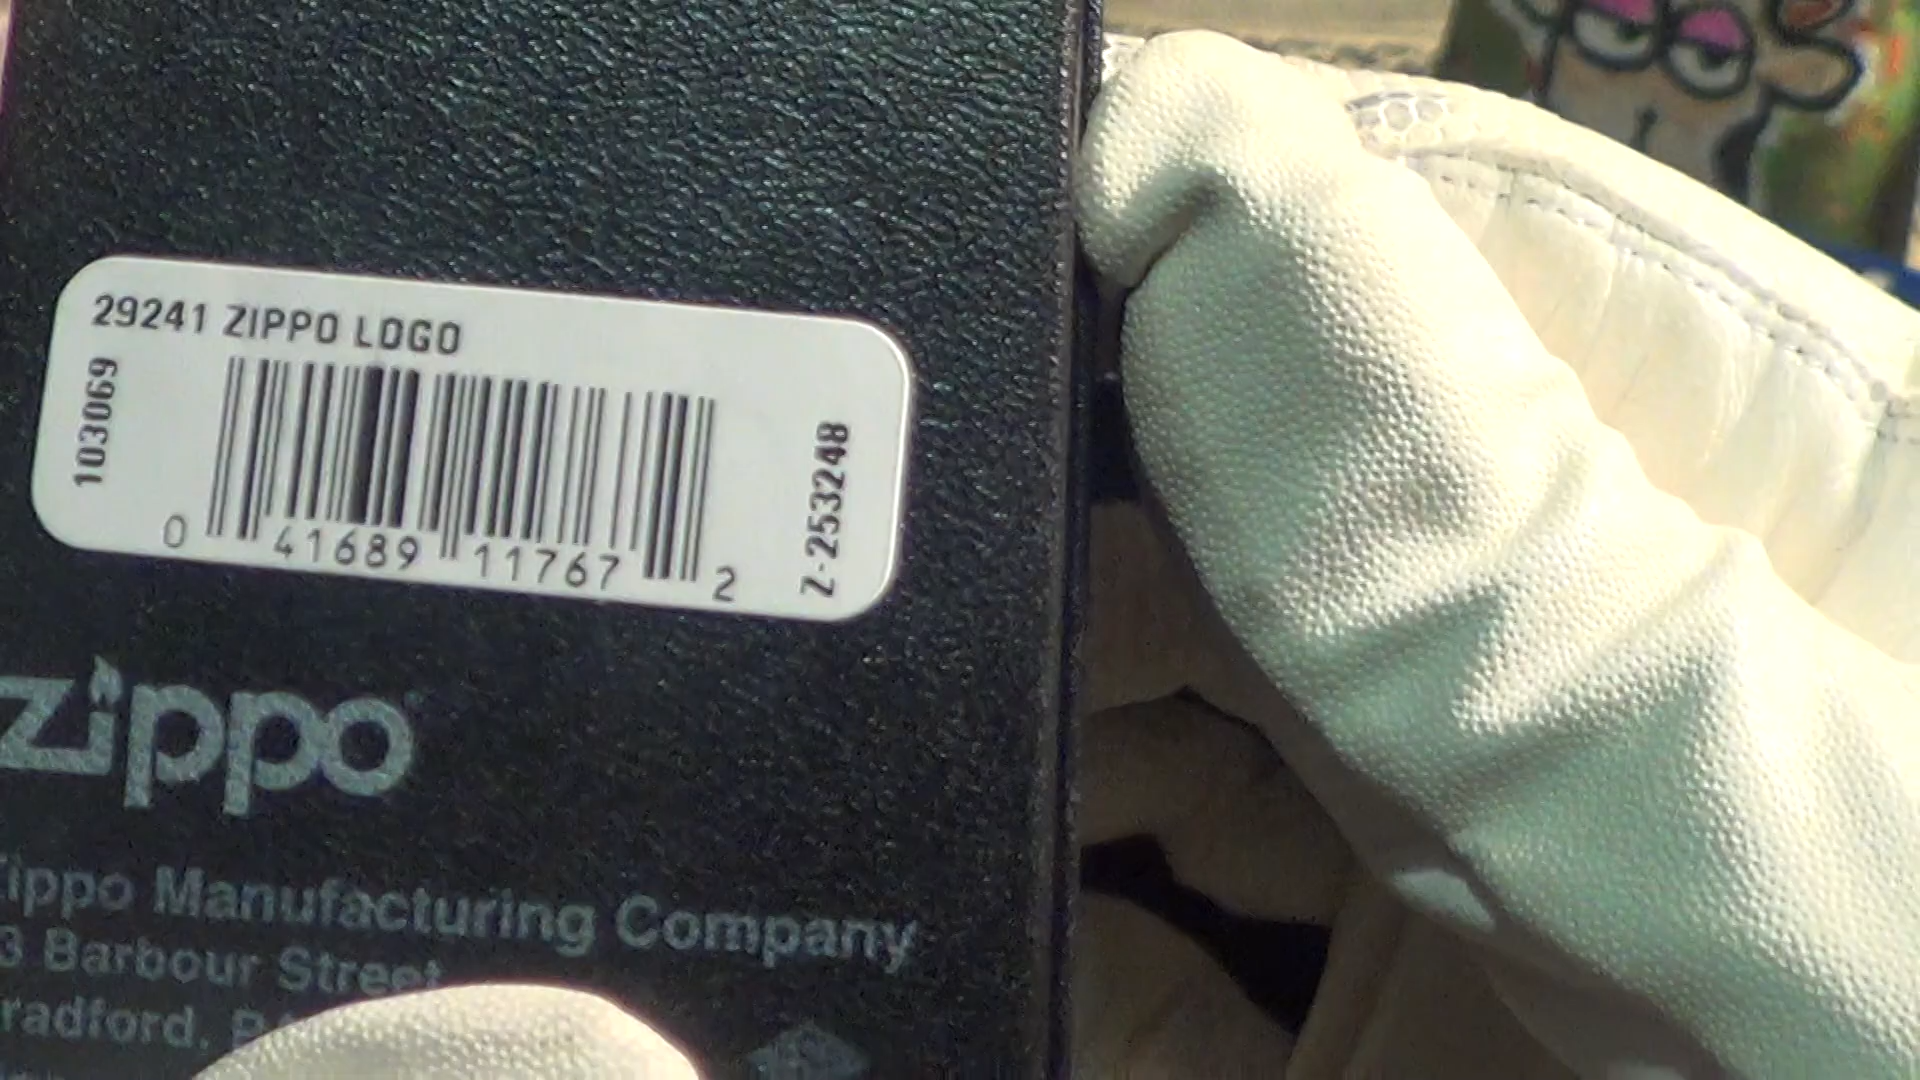 29241 ZIPPO LOGO
103069
0 41689 11767 2
Z-253248
zippo
ippo Manufacturing Company
3 Barbour Street
radford,